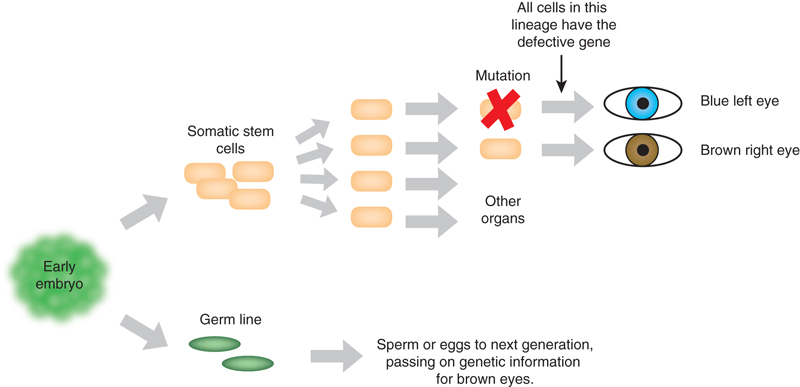 All cells in this
lineage have the
defective gene
Mutation
Blue left eye
Somatic stem
cells
Brown right eye
Other
organs
Early
embryo
Germ line
Sperm or eggs to next generation,
passing on genetic information
for brown eyes.